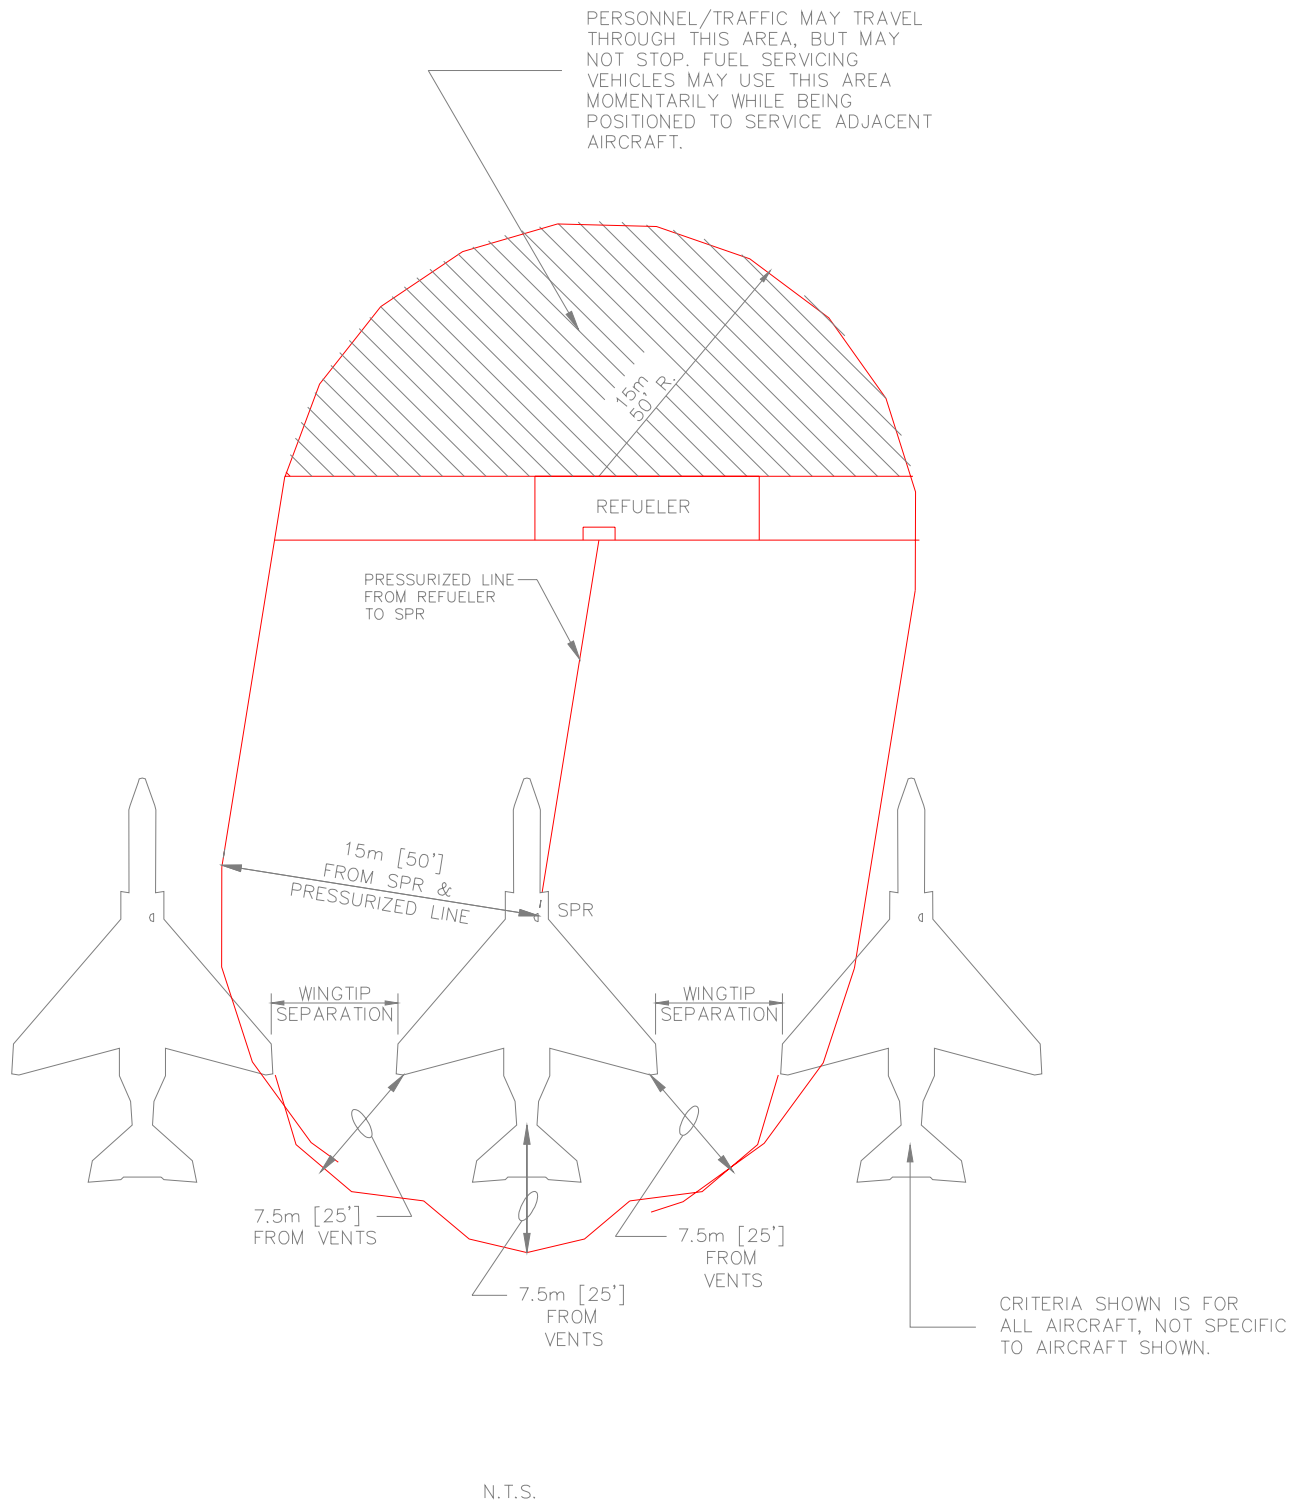 PERSONNEL/TRAFFIC MAY TRAVEL
THROUGH THIS AREA, BUT MAY
NOT STOP. FUEL SERVICING
VEHICLES MAY USE THIS AREA
MOMENTARILY WHILE BEING
POSITIONED TO SERVICE ADJACENT
AIRCRAFT.
15m
50' R.
REFUELER
PRESSURIZED LINE
FROM REFUELER
TO SPR
15m [50']
FROM SPR &
PRESSURIZED LINE
SPR
WINGTIP
SEPARATION
WINGTIP
SEPARATION
7.5m [25']
FROM VENTS
7.5m [25']
FROM
VENTS
7.5m [25']
FROM
VENTS
CRITERIA SHOWN IS FOR
ALL AIRCRAFT, NOT SPECIFIC
TO AIRCRAFT SHOWN.
N.T.S.